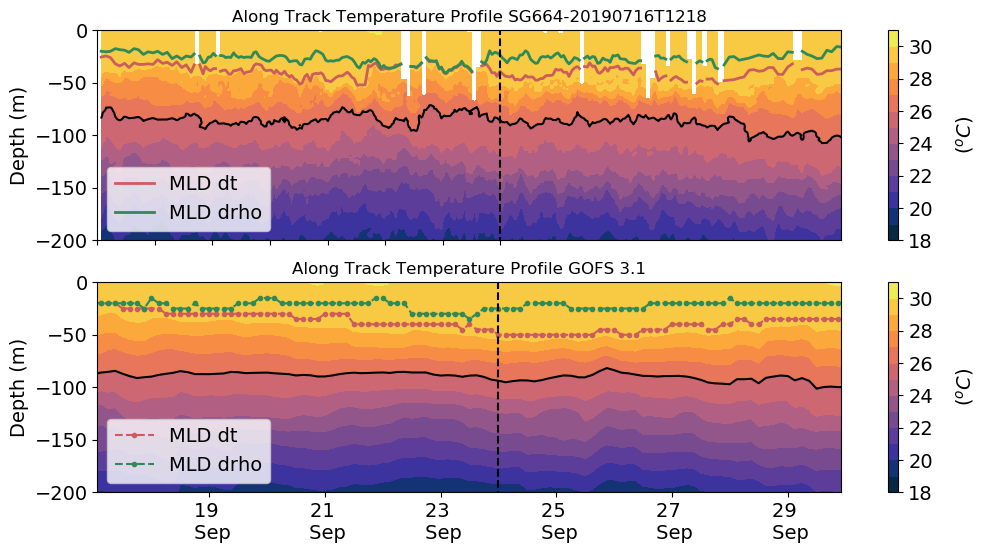 Along Track Temperature Profile SG664-20190716T1218
0
−50
−100
−150
−200
Depth (m)
MLD dt
MLD drho
30
28
26
24
22
20
18
(°C)
Along Track Temperature Profile GOFS 3.1
0
−50
−100
−150
−200
Depth (m)
MLD dt
MLD drho
30
28
26
24
22
20
18
(°C)
19 21 23 25 27 29
Sep Sep Sep Sep Sep Sep